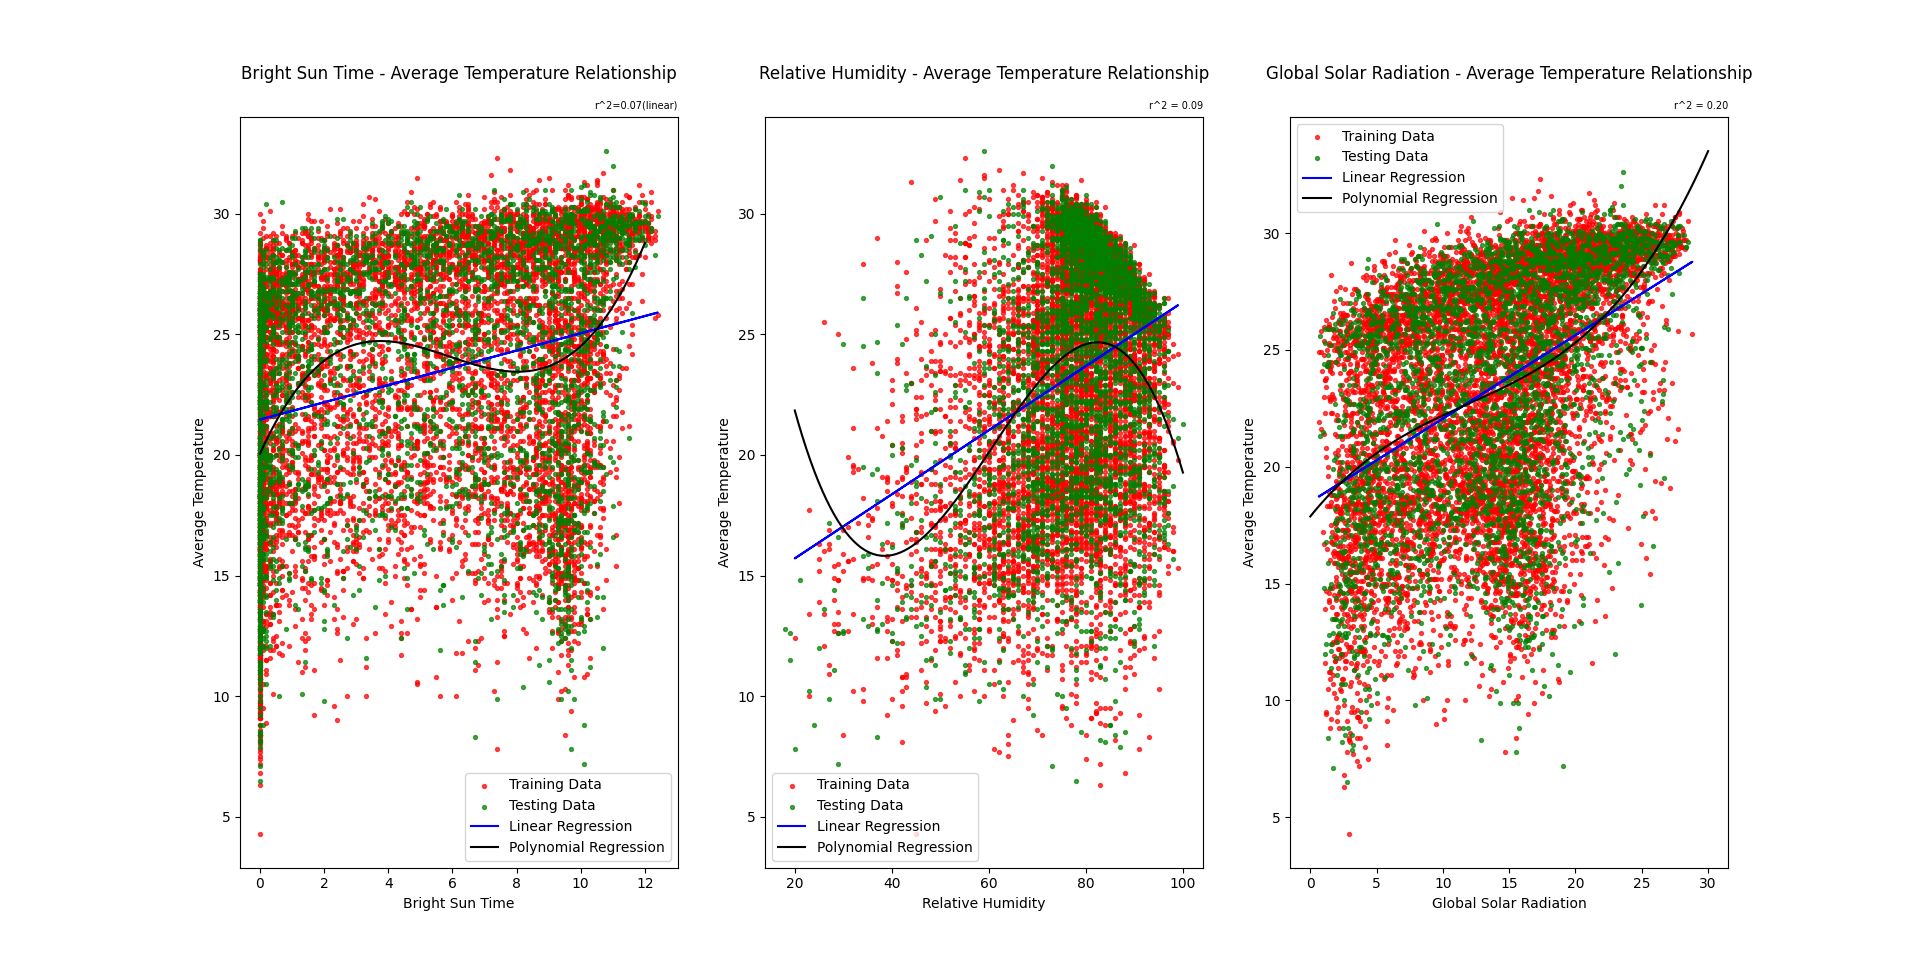 Bright Sun Time - Average Temperature Relationship
r^2=0.07(linear)
30
25
20
15
10
5
Average Temperature
Training Data
Testing Data
Linear Regression
Polynomial Regression
0 2 4 6 8 10 12
Bright Sun Time
Relative Humidity - Average Temperature Relationship
r^2 = 0.09
30
25
20
15
10
5
Average Temperature
Training Data
Testing Data
Linear Regression
Polynomial Regression
20 40 60 80 100
Relative Humidity
Global Solar Radiation - Average Temperature Relationship
r^2 = 0.20
Training Data
Testing Data
Linear Regression
Polynomial Regression
30
25
20
15
10
5
Average Temperature
0 5 10 15 20 25 30
Global Solar Radiation